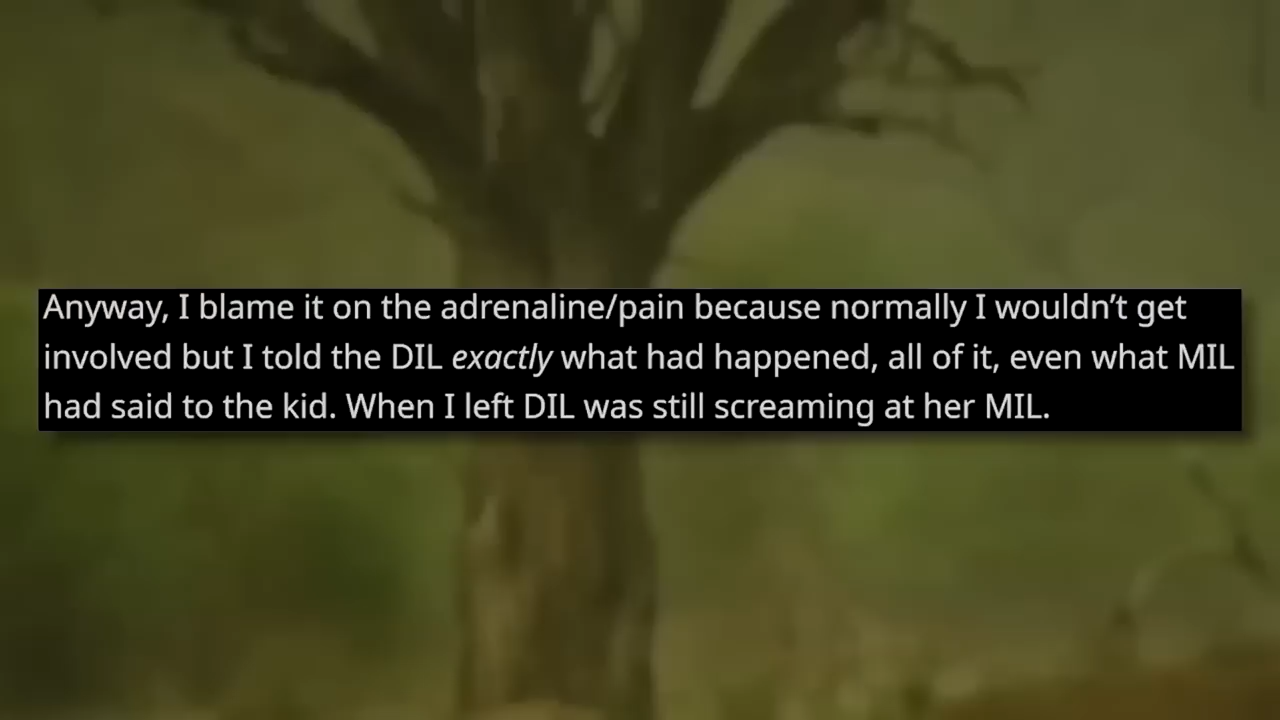 Anyway, I blame it on the adrenaline/pain because normally I wouldn’t get
involved but I told the DIL exactly what had happened, all of it, even what MIL
had said to the kid. When I left DIL was still screaming at her MIL.